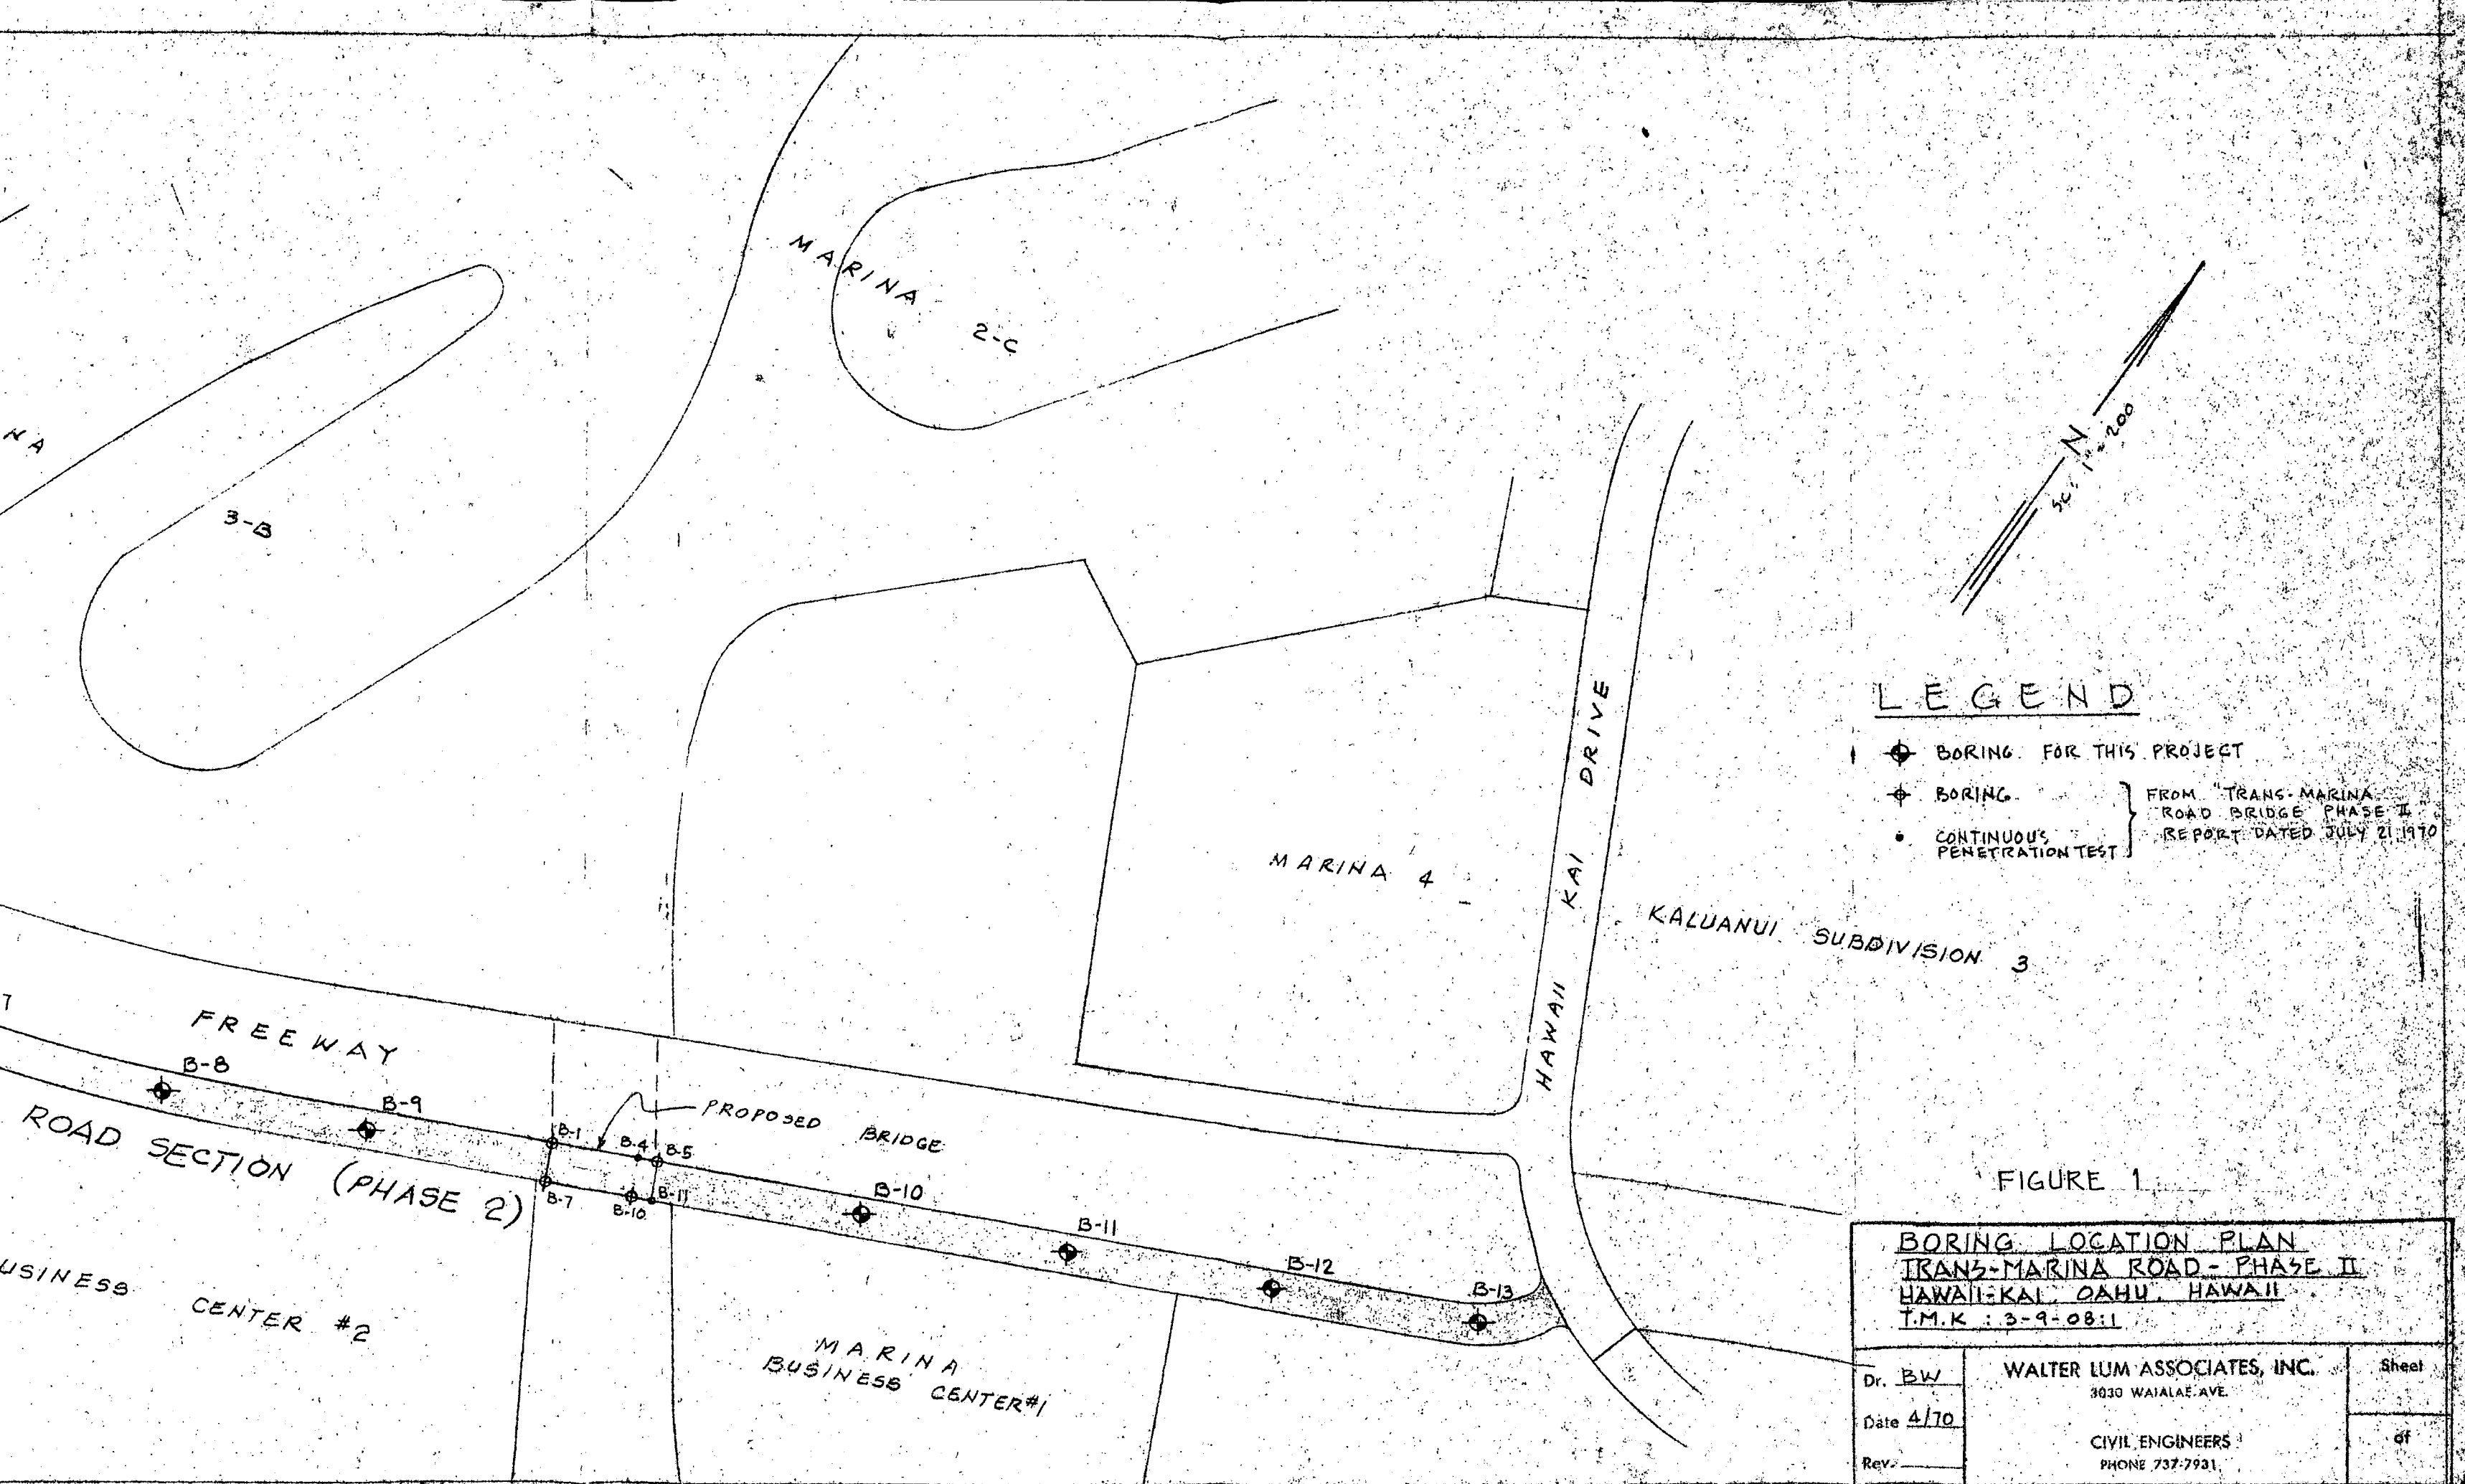 MARINA
2-C
NA
3-B
N
SC: 1" = 200
LEGEND
BORING FOR THIS PROJECT
BORING
CONTINUOUS
PENETRATION TEST
FROM "TRANS-MARINA
ROAD BRIDGE PHASE II"
REPORT DATED JULY 21, 1970
MARINA 4
HAWAII KAI DRIVE
KALUANUI SUBDIVISION 3
7
FREEWAY
B-8
B-9
B-1
B-4
B-5
PROPOSED BRIDGE
B-7
B-10
B-11
B-10
B-11
B-12
B-13
ROAD SECTION (PHASE 2)
USINESS
CENTER #2
MARINA
BUSINESS CENTER #1
FIGURE 1
BORING LOCATION PLAN
TRANS-MARINA ROAD - PHASE II
HAWAII-KAI, OAHU, HAWAII
T.M.K : 3-9-08:1
Dr. BW
Date 4/70
Rev.
WALTER LUM ASSOCIATES, INC.
3030 WAIALAE AVE.
CIVIL ENGINEERS
PHONE 737-7931
Sheet
of